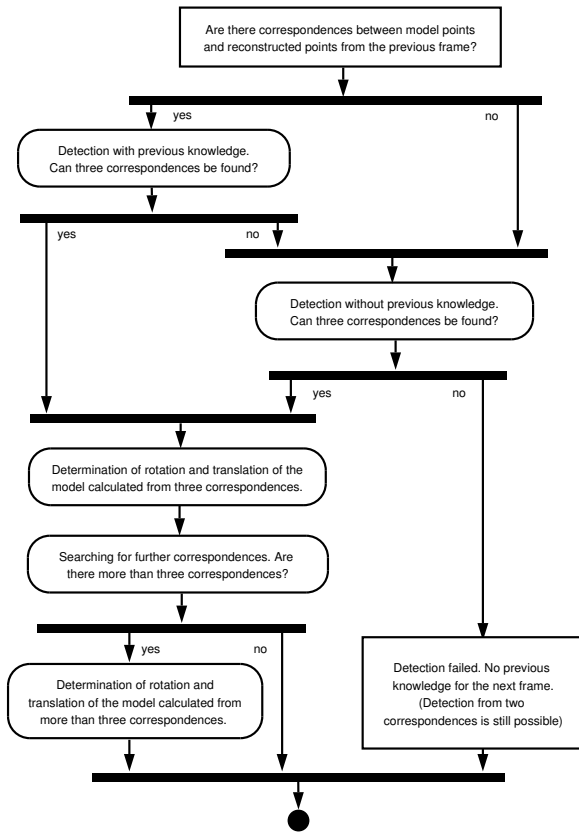 Are there correspondences between model points
and reconstructed points from the previous frame?
yes
no
Detection with previous knowledge.
Can three correspondences be found?
yes
no
Detection without previous knowledge.
Can three correspondences be found?
yes
no
Determination of rotation and translation of the
model calculated from three correspondences.
Searching for further correspondences. Are
there more than three correspondences?
yes
no
Determination of rotation and
translation of the model calculated from
more than three correspondences.
Detection failed. No previous
knowledge for the next frame.
(Detection from two
correspondences is still possible)